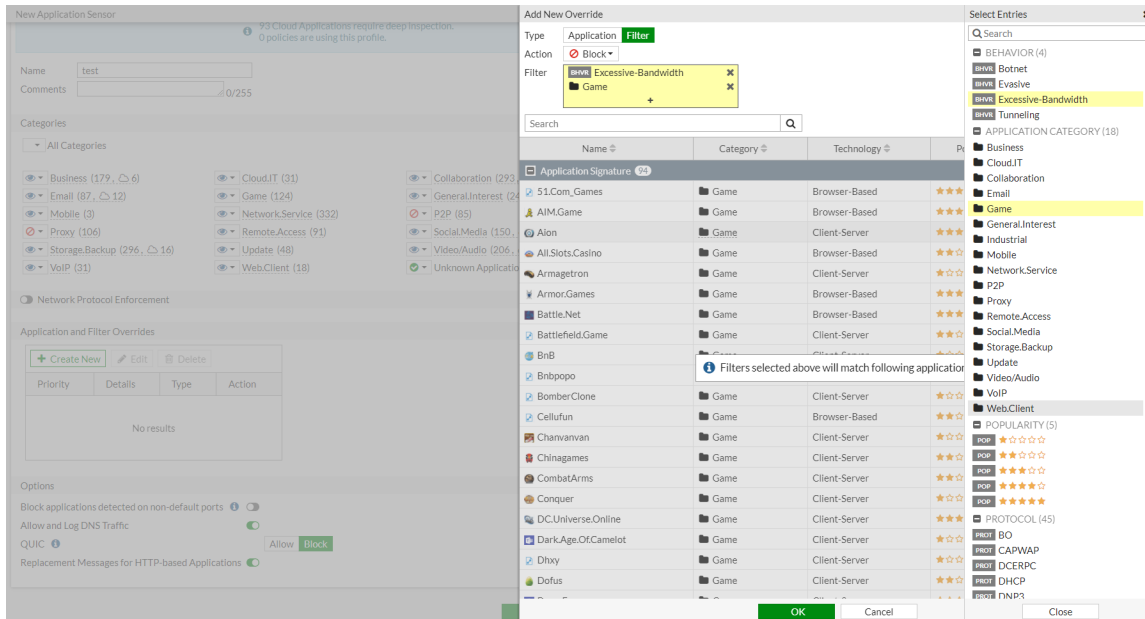 New Application Sensor
93 Cloud Applications require deep inspection.
0 policies are using this profile.
Name test
Comments 0/255
Categories
All Categories
Business (179, 6)
Cloud.IT (31)
Collaboration (293,
Email (87, 12)
Game (124)
General.Interest (24
Mobile (3)
Network.Service (332)
P2P (85)
Proxy (106)
Remote.Access (91)
Social.Media (150,
Storage.Backup (296, 16)
Update (48)
Video/Audio (206,
VoIP (31)
Web.Client (18)
Unknown Applicatio
Network Protocol Enforcement
Application and Filter Overrides
Create New Edit Delete
Priority Details Type Action
No results
Options
Block applications detected on non-default ports
Allow and Log DNS Traffic
QUIC Allow Block
Replacement Messages for HTTP-based Applications
Add New Override
Type Application Filter
Action Block
Filter BHVR Excessive-Bandwidth
Game
+
Search
Name Category Technology Po
Application Signature 94
51.Com_Games Game Browser-Based
AIM.Game Game Browser-Based
Aion Game Client-Server
All.Slots.Casino Game Browser-Based
Armagetron Game Client-Server
Armor.Games Game Browser-Based
Battle.Net Game Browser-Based
Battlefield.Game Game Client-Server
BnB
Filters selected above will match following application
Bnbpopo
BomberClone Game Client-Server
Cellufun Game Browser-Based
Chanvanvan Game Client-Server
Chinagames Game Client-Server
CombatArms Game Client-Server
Conquer Game Client-Server
DC.Universe.Online Game Client-Server
Dark.Age.Of.Camelot Game Client-Server
Dhxy Game Client-Server
Dofus Game Client-Server
OK Cancel
Select Entries
Search
BEHAVIOR (4)
BHVR Botnet
BHVR Evasive
BHVR Excessive-Bandwidth
BHVR Tunneling
APPLICATION CATEGORY (18)
Business
Cloud.IT
Collaboration
Email
Game
General.Interest
Industrial
Mobile
Network.Service
P2P
Proxy
Remote.Access
Social.Media
Storage.Backup
Update
Video/Audio
VoIP
Web.Client
POPULARITY (5)
POP
POP
POP
POP
POP
PROTOCOL (45)
PROT BO
PROT CAPWAP
PROT DCERPC
PROT DHCP
PROT DNP3
Close